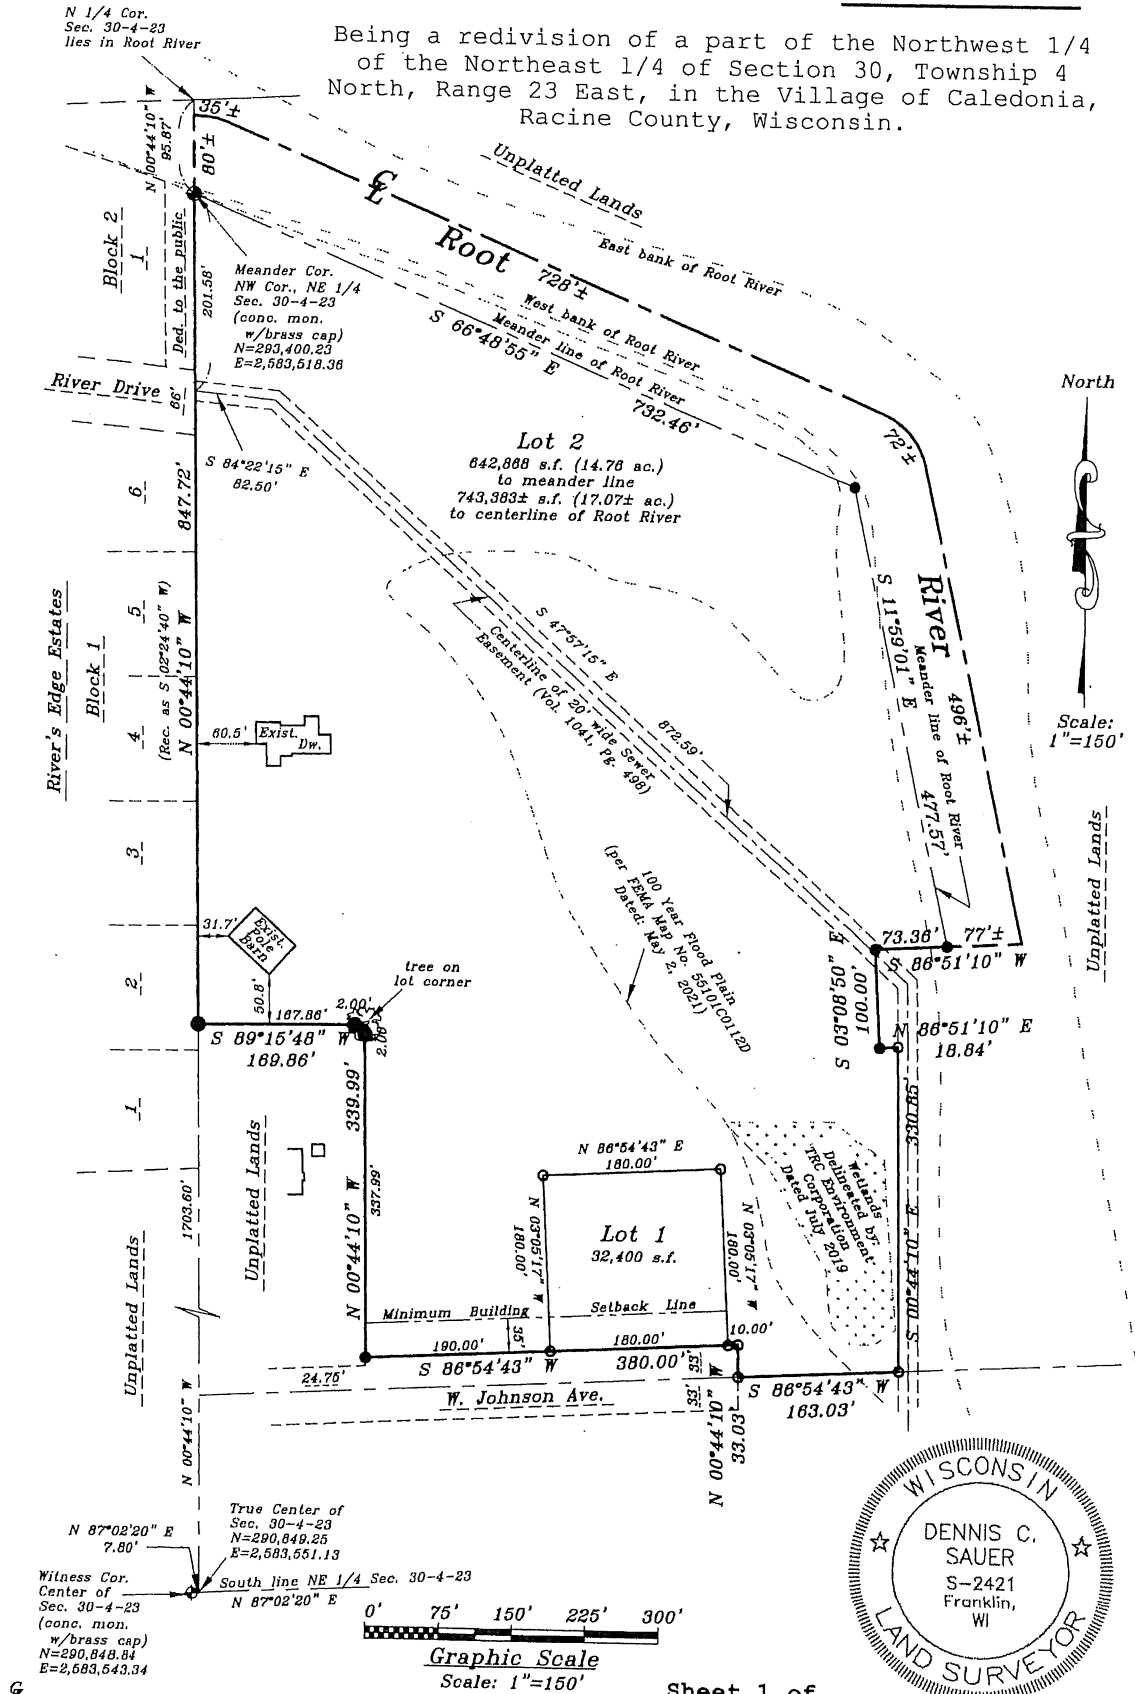 N 1/4 Cor.
Sec. 30-4-23
lies in Root River
Being a redivision of a part of the Northwest 1/4
of the Northeast 1/4 of Section 30, Township 4
North, Range 23 East, in the Village of Caledonia,
Racine County, Wisconsin.
35'±
80'±
N 00°44'10" W
95.87'
Unplatted Lands
East bank of Root River
CL
Root
728'±
West bank of Root River
Meander line of Root River
S 66°48'55" E
732.46'
Block 2
1
Ded. to the public
201.58'
Meander Cor.
NW Cor., NE 1/4
Sec. 30-4-23
(conc. mon.
w/brass cap)
N=293,400.23
E=2,583,518.36
River Drive
66'
S 84°22'15" E
82.50'
North
72'±
Lot 2
642,868 s.f. (14.76 ac.)
to meander line
743,383± s.f. (17.07± ac.)
to centerline of Root River
6
847.72'
5
River's Edge Estates
Block 1
(Rec. as S 02°24'40" W)
N 00°44'10" W
4
60.5'
Exist.
Dw.
S 47°57'15" E
872.59'
Centerline of 20' wide Sewer
Easement (Vol. 1041, Pg. 498)
River
496'±
S 11°59'01" E
Meander line of Root River
477.57'
Scale:
1"=150'
Unplatted Lands
3
31.7'
Exist.
Pole
Barn
100 Year Flood Plain
(per FEMA Map No. 55101C0112D
Dated: May 2, 2021)
73.36'
77'±
S 86°51'10" W
2
50.8'
tree on
lot corner
167.86'
2.00'
2.00'
S 89°15'48" W
169.86'
S 03°08'50" E
100.00'
N 86°51'10" E
18.84'
1
339.99'
N 00°44'10" W
337.99'
Unplatted Lands
330.85'
S 00°44'10" E
N 86°54'43" E
180.00'
N 03°05'17" W
180.00'
Lot 1
32,400 s.f.
N 03°05'17" W
180.00'
Wetlands
Delineated by:
TRC Environment
Corporation
Dated July 2019
1703.60'
Unplatted Lands
Minimum Building Setback Line
35'
190.00'
180.00'
10.00'
S 86°54'43" W
380.00'
33'
33'
24.75'
W. Johnson Ave.
S 86°54'43" W
163.03'
N 00°44'10" W
33.03'
N 00°44'10" W
N 87°02'20" E
7.80'
True Center of
Sec. 30-4-23
N=290,849.25
E=2,583,551.13
South line NE 1/4 Sec. 30-4-23
N 87°02'20" E
Witness Cor.
Center of
Sec. 30-4-23
(conc. mon.
w/brass cap)
N=290,848.84
E=2,583,543.34
0' 75' 150' 225' 300'
Graphic Scale
Scale: 1"=150'
WISCONSIN
DENNIS C.
SAUER
S-2421
Franklin,
WI
LAND SURVEYOR
Sheet 1 of